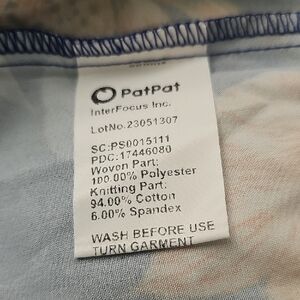 PatPat
InterFocus Inc.
LotNo.23051307
SC:PS0015111
PDC:17446080
Woven Part:
100.00% Polyester
Knitting Part:
94.00% Cotton
6.00% Spandex
WASH BEFORE USE
TURN GARMENT